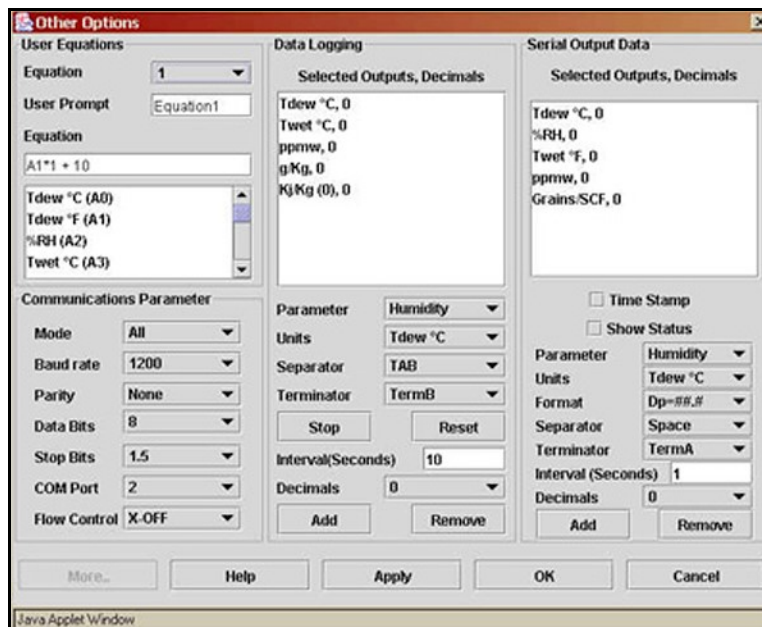 Other Options
User Equations
Equation 1
User Prompt Equation1
Equation
A1*1 + 10
Tdew °C (A0)
Tdew °F (A1)
%RH (A2)
Twet °C (A3)
Communications Parameter
Mode All
Baud rate 1200
Parity None
Data Bits 8
Stop Bits 1.5
COM Port 2
Flow Control X-OFF
Data Logging
Selected Outputs, Decimals
Tdew °C, 0
Twet °C, 0
ppmw, 0
g/Kg, 0
Kj/Kg (0), 0
Parameter Humidity
Units Tdew °C
Separator TAB
Terminator TermB
Stop Reset
Interval(Seconds) 10
Decimals 0
Add Remove
Serial Output Data
Selected Outputs, Decimals
Tdew °C, 0
%RH, 0
Twet °F, 0
ppmw, 0
Grains/SCF, 0
Time Stamp
Show Status
Parameter Humidity
Units Tdew °C
Format Dp=##.#
Separator Space
Terminator TermA
Interval (Seconds) 1
Decimals 0
Add Remove
More.. Help Apply OK Cancel
Java Applet Window